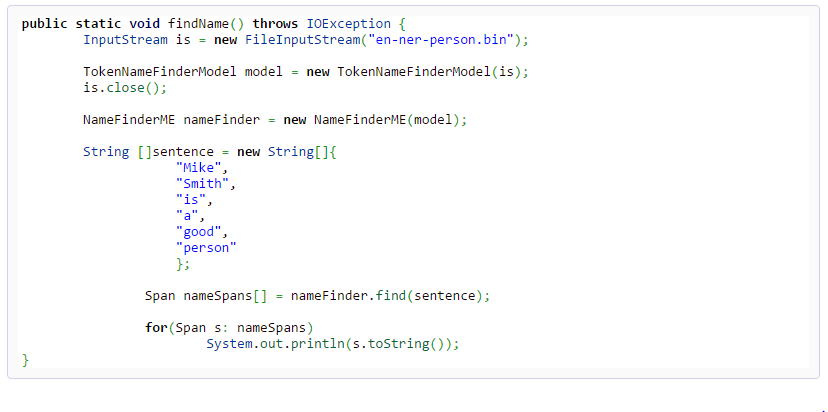 public static void findName() throws IOException {
        InputStream is = new FileInputStream("en-ner-person.bin");

        TokenNameFinderModel model = new TokenNameFinderModel(is);
        is.close();

        NameFinderME nameFinder = new NameFinderME(model);

        String []sentence = new String[]{
                    "Mike",
                    "Smith",
                    "is",
                    "a",
                    "good",
                    "person"
                    };

                Span nameSpans[] = nameFinder.find(sentence);

                for(Span s: nameSpans)
                        System.out.println(s.toString());
}
.